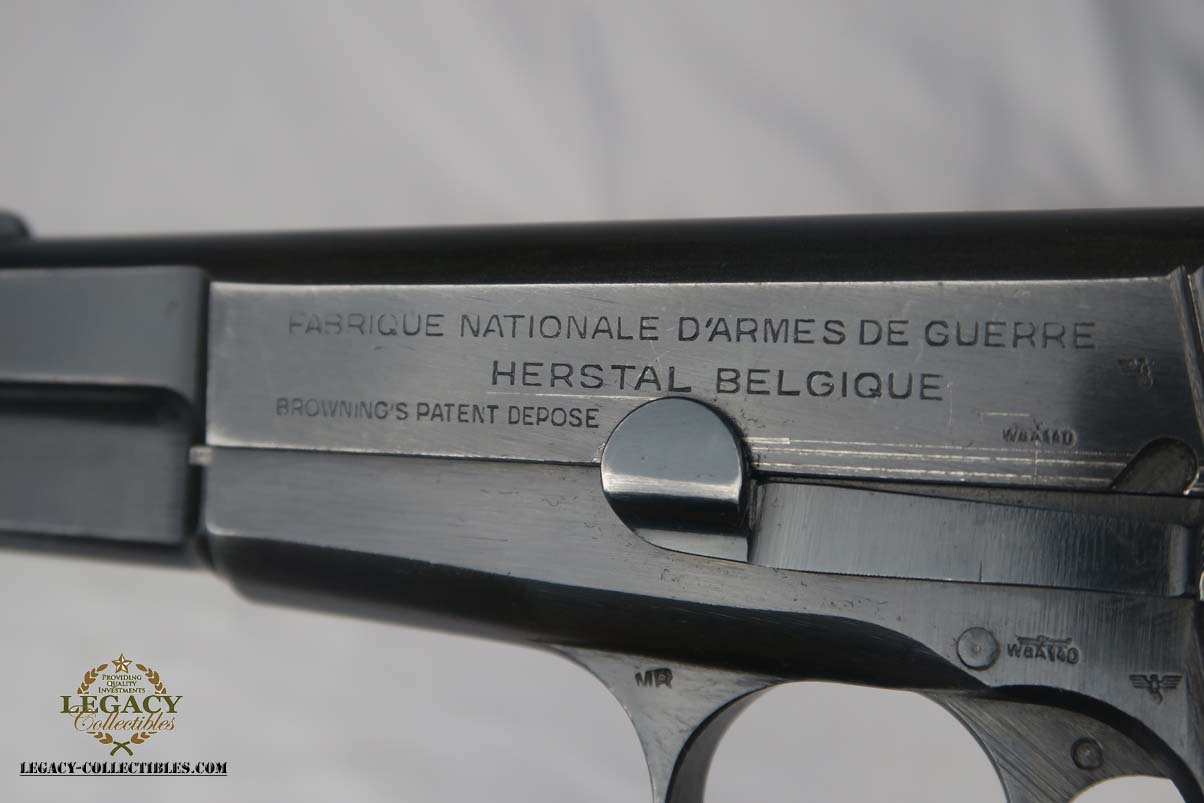 FABRIQUE NATIONALE D'ARMES DE GUERRE
HERSTAL BELGIQUE
BROWNING'S PATENT DEPOSE
WaA140
WaA140
MR
PROVIDING
QUALITY
INVESTMENTS
LEGACY
Collectibles
LEGACY-COLLECTIBLES.COM